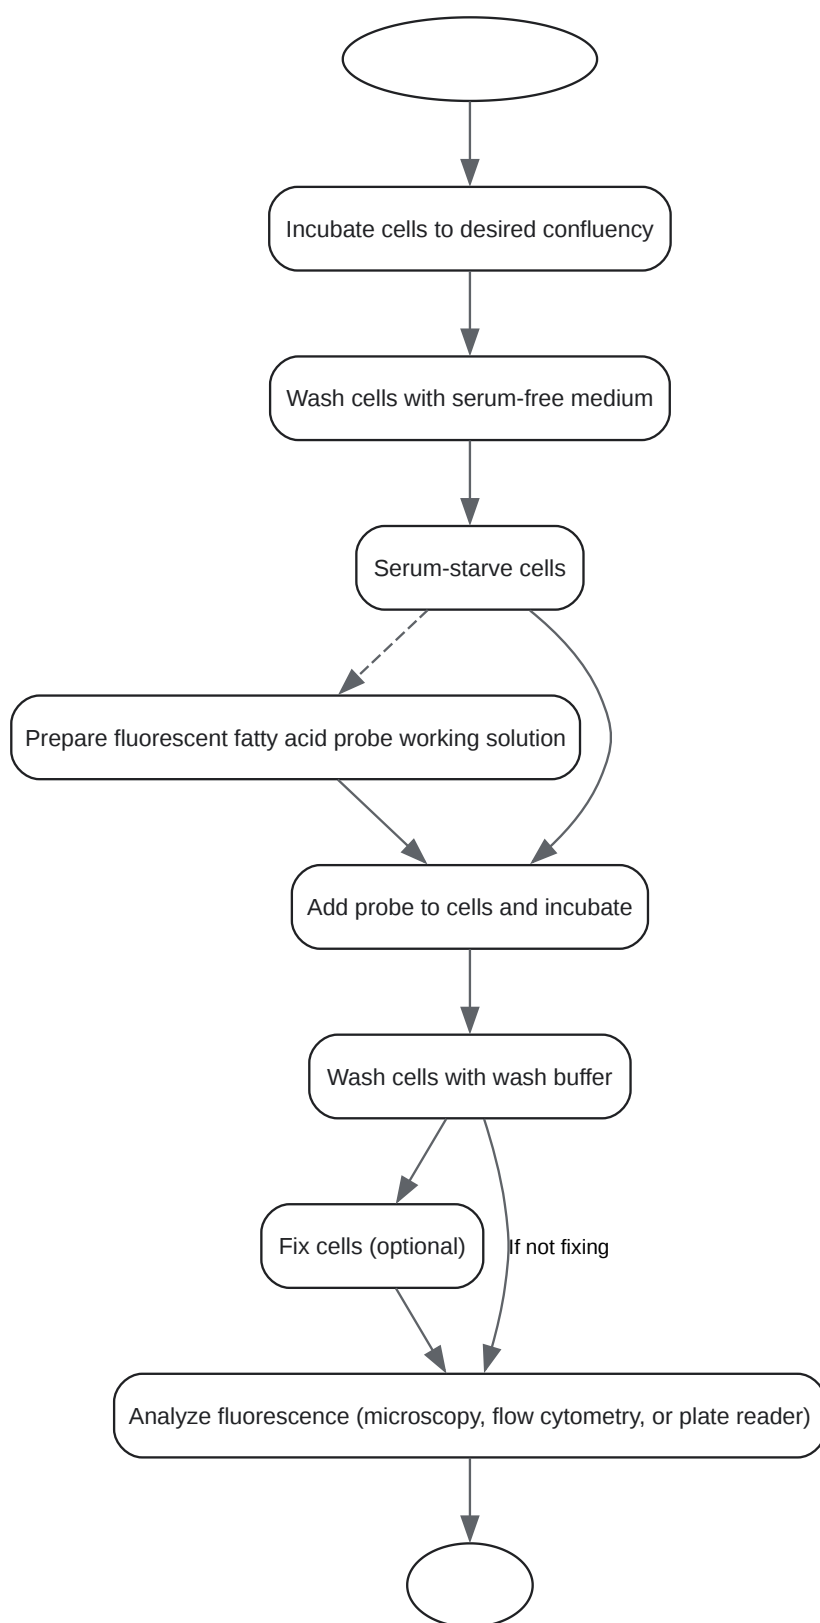 Incubate cells to desired confluency
Wash cells with serum-free medium
Serum-starve cells
Prepare fluorescent fatty acid probe working solution
Add probe to cells and incubate
Wash cells with wash buffer
Fix cells (optional)
If not fixing
Analyze fluorescence (microscopy, flow cytometry, or plate reader)